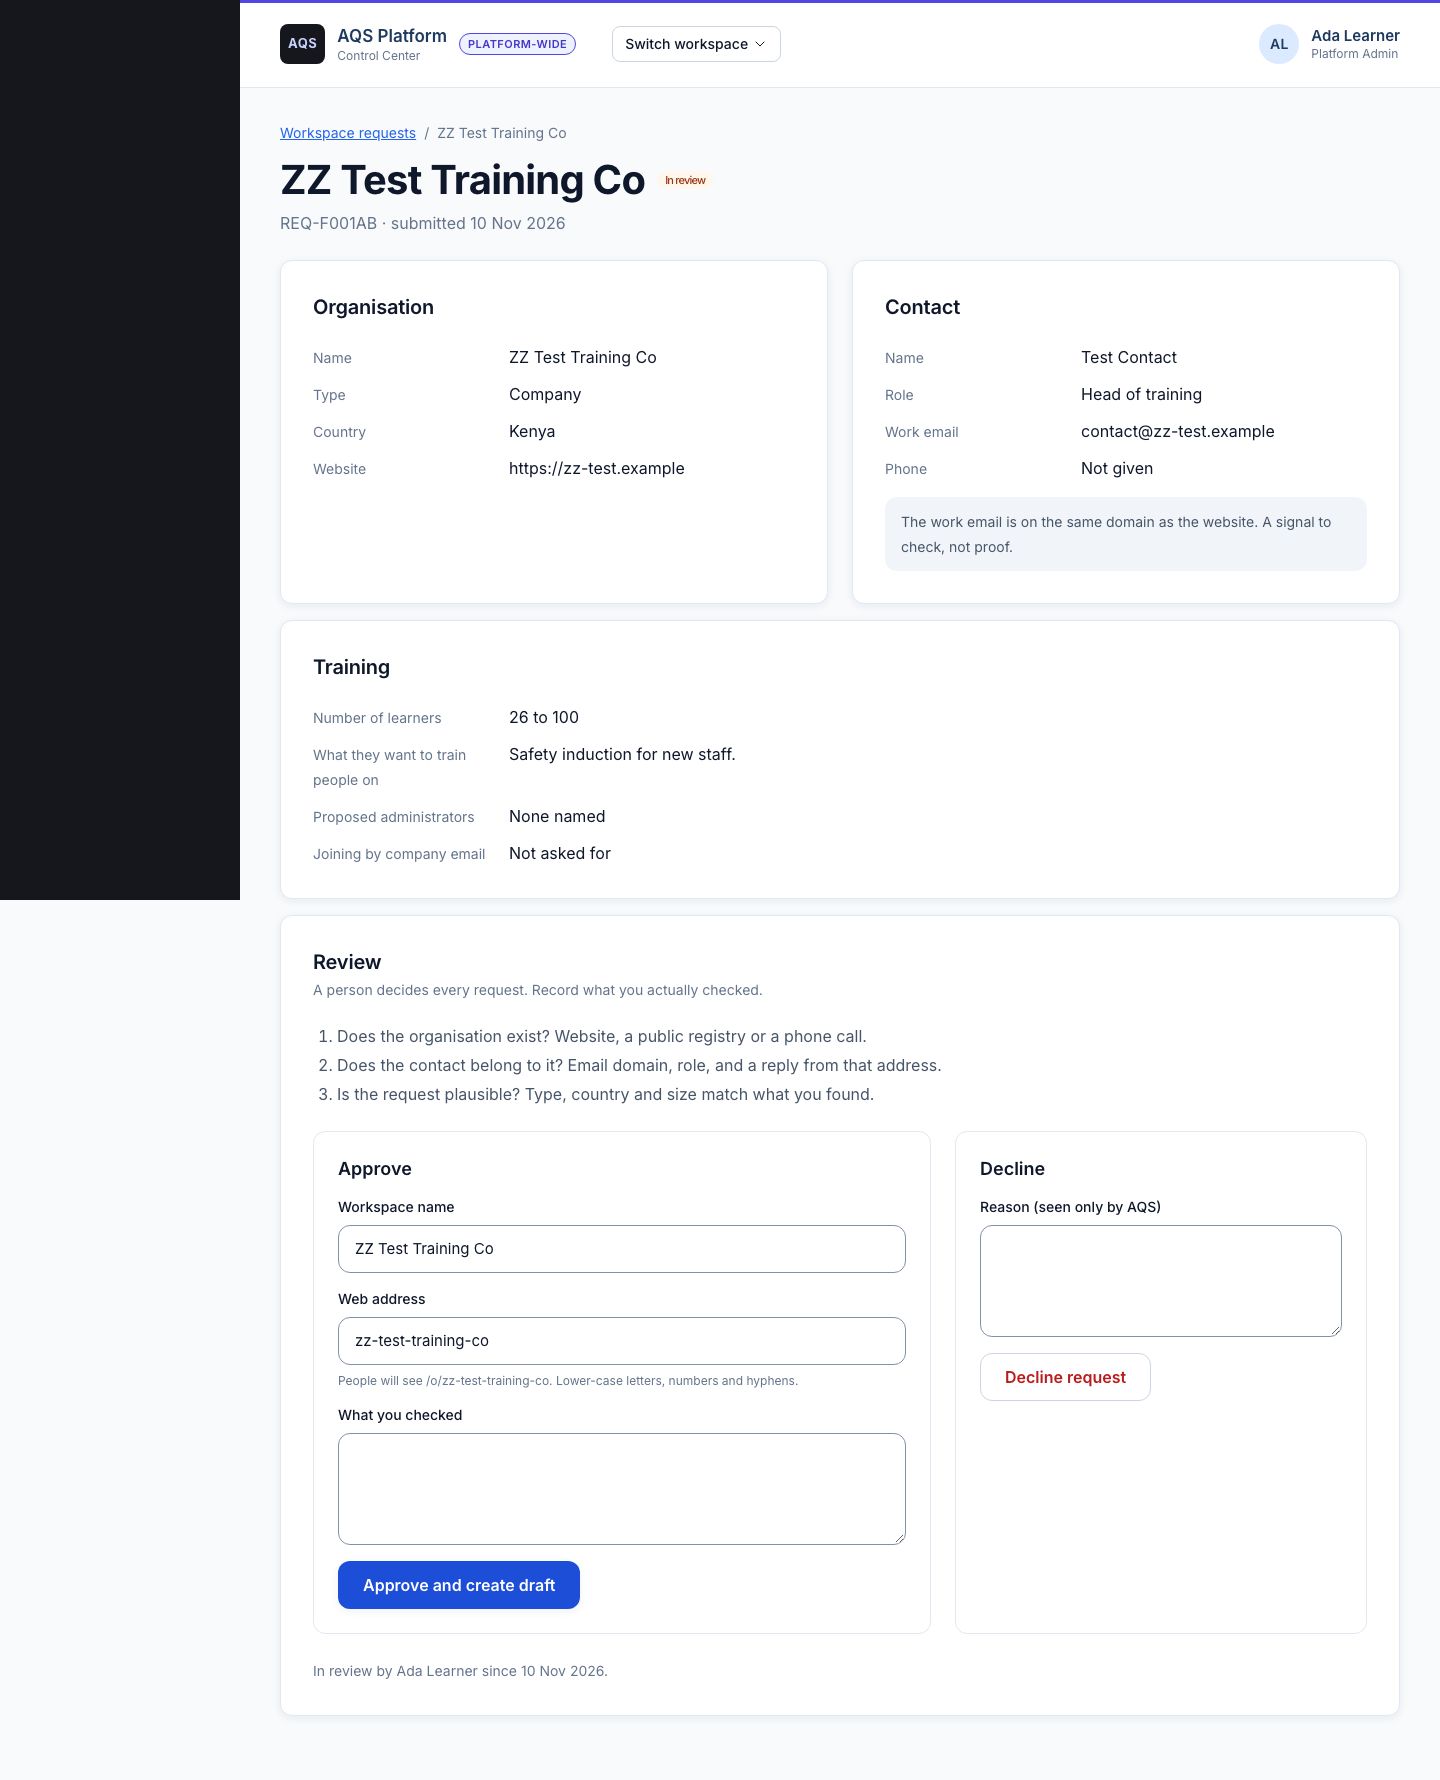 AQS
AQS Platform
Control Center
PLATFORM-WIDE
Switch workspace
AL
Ada Learner
Platform Admin
Workspace requests / ZZ Test Training Co
ZZ Test Training Co
In review
REQ-F001AB · submitted 10 Nov 2026
Organisation
Name
ZZ Test Training Co
Type
Company
Country
Kenya
Website
https://zz-test.example
Contact
Name
Test Contact
Role
Head of training
Work email
contact@zz-test.example
Phone
Not given
The work email is on the same domain as the website. A signal to
check, not proof.
Training
Number of learners
26 to 100
What they want to train
people on
Safety induction for new staff.
Proposed administrators
None named
Joining by company email
Not asked for
Review
A person decides every request. Record what you actually checked.
1. Does the organisation exist? Website, a public registry or a phone call.
2. Does the contact belong to it? Email domain, role, and a reply from that address.
3. Is the request plausible? Type, country and size match what you found.
Approve
Workspace name
ZZ Test Training Co
Web address
zz-test-training-co
People will see /o/zz-test-training-co. Lower-case letters, numbers and hyphens.
What you checked
Approve and create draft
Decline
Reason (seen only by AQS)
Decline request
In review by Ada Learner since 10 Nov 2026.